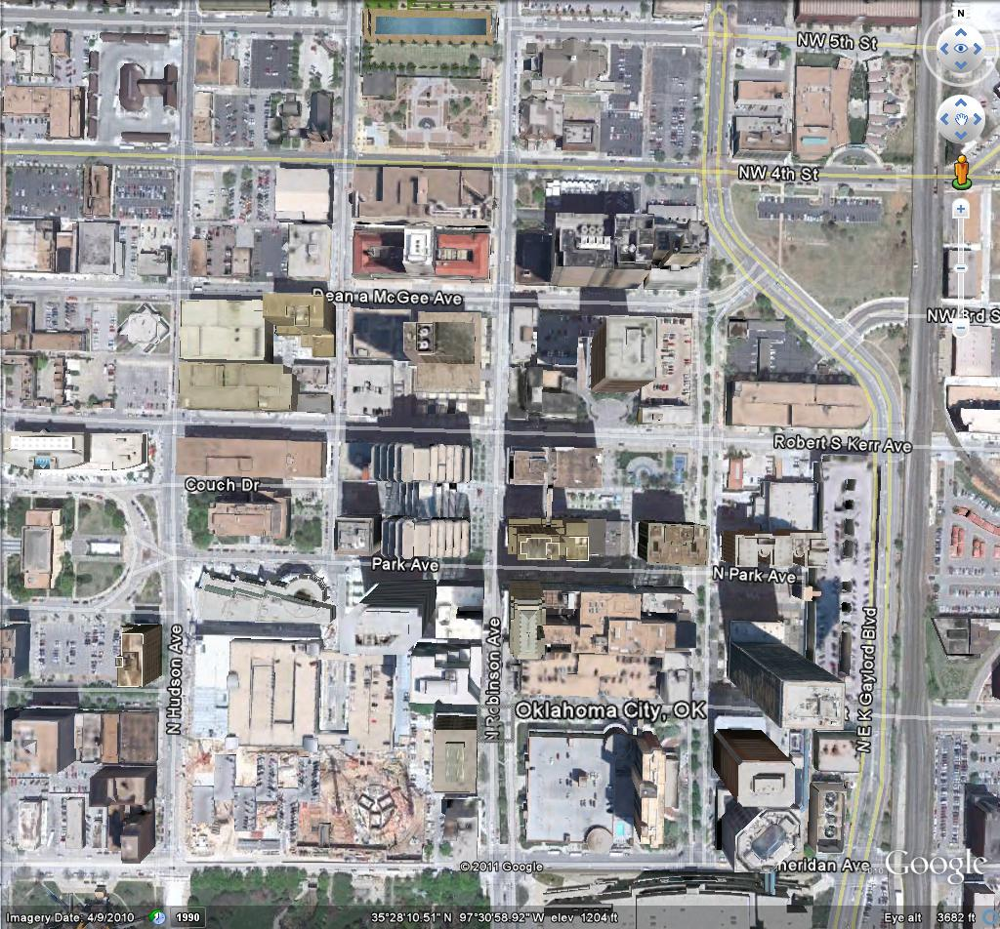 N
NW 5th St
NW 4th St
Dean a McGee Ave
NW 3rd S
Robert S Kerr Ave
Couch Dr
Park Ave
N Park Ave
N Hudson Ave
N Robinson Ave
N E K Gaylord Blvd
Oklahoma City, OK
© 2011 Google
heridan Ave
Google
Imagery Date: 4/9/2010 1990 35°28'10.51" N 97°30'58.92" W elev 1204 ft Eye alt 3682 ft